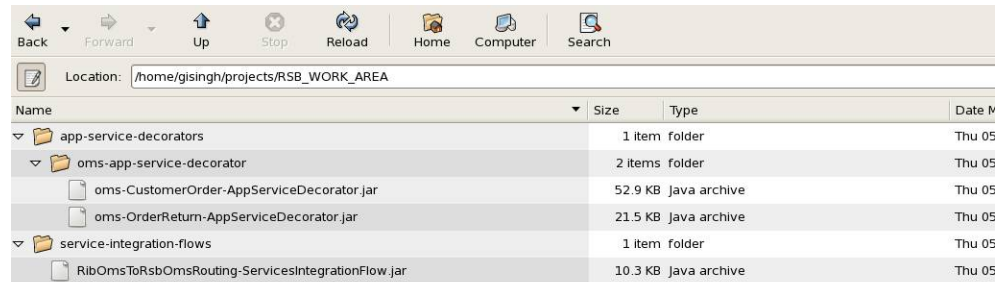 Back Forward Up Stop Reload Home Computer Search
Location: /home/gisingh/projects/RSB_WORK_AREA
Name Size Type Date M
app-service-decorators 1 item folder Thu 05
oms-app-service-decorator 2 items folder Thu 05
oms-CustomerOrder-AppServiceDecorator.jar 52.9 KB Java archive Thu 05
oms-OrderReturn-AppServiceDecorator.jar 21.5 KB Java archive Thu 05
service-integration-flows 1 item folder Thu 05
RibOmsToRsbOmsRouting-ServicesIntegrationFlow.jar 10.3 KB Java archive Thu 05